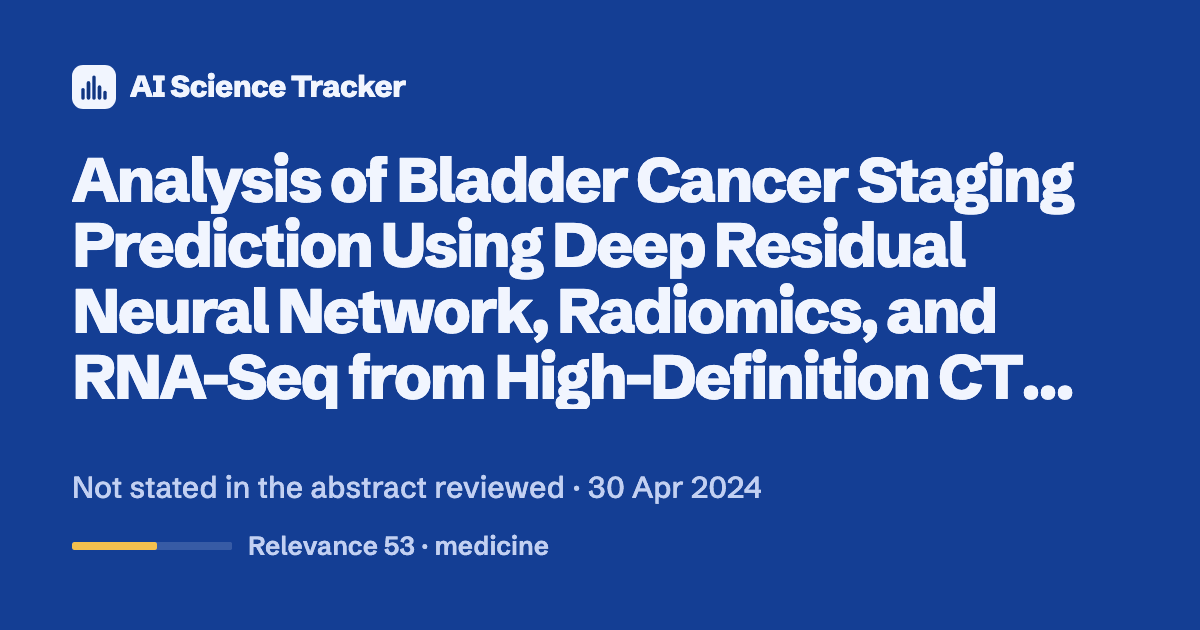 AI Science Tracker
Analysis of Bladder Cancer Staging
Prediction Using Deep Residual
Neural Network, Radiomics, and
RNA-Seq from High-Definition CT...
Not stated in the abstract reviewed · 30 Apr 2024
Relevance 53 · medicine